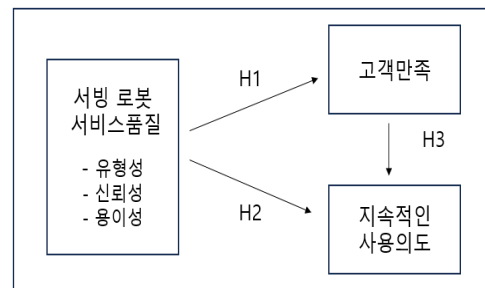 서빙 로봇
서비스품질
- 유형성
- 신뢰성
- 용이성
H1
H2
고객만족
H3
지속적인
사용의도